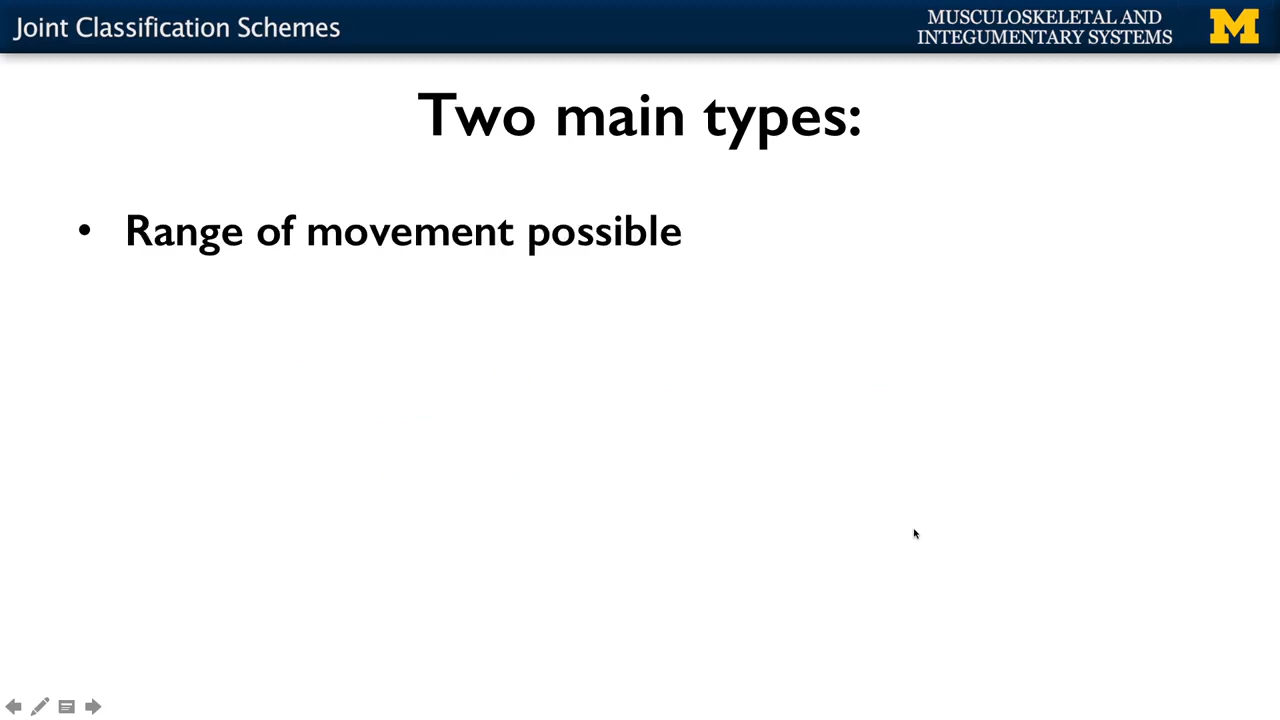 Joint Classification Schemes
MUSCULOSKELETAL AND
INTEGUMENTARY SYSTEMS
M
Two main types:
• Range of movement possible